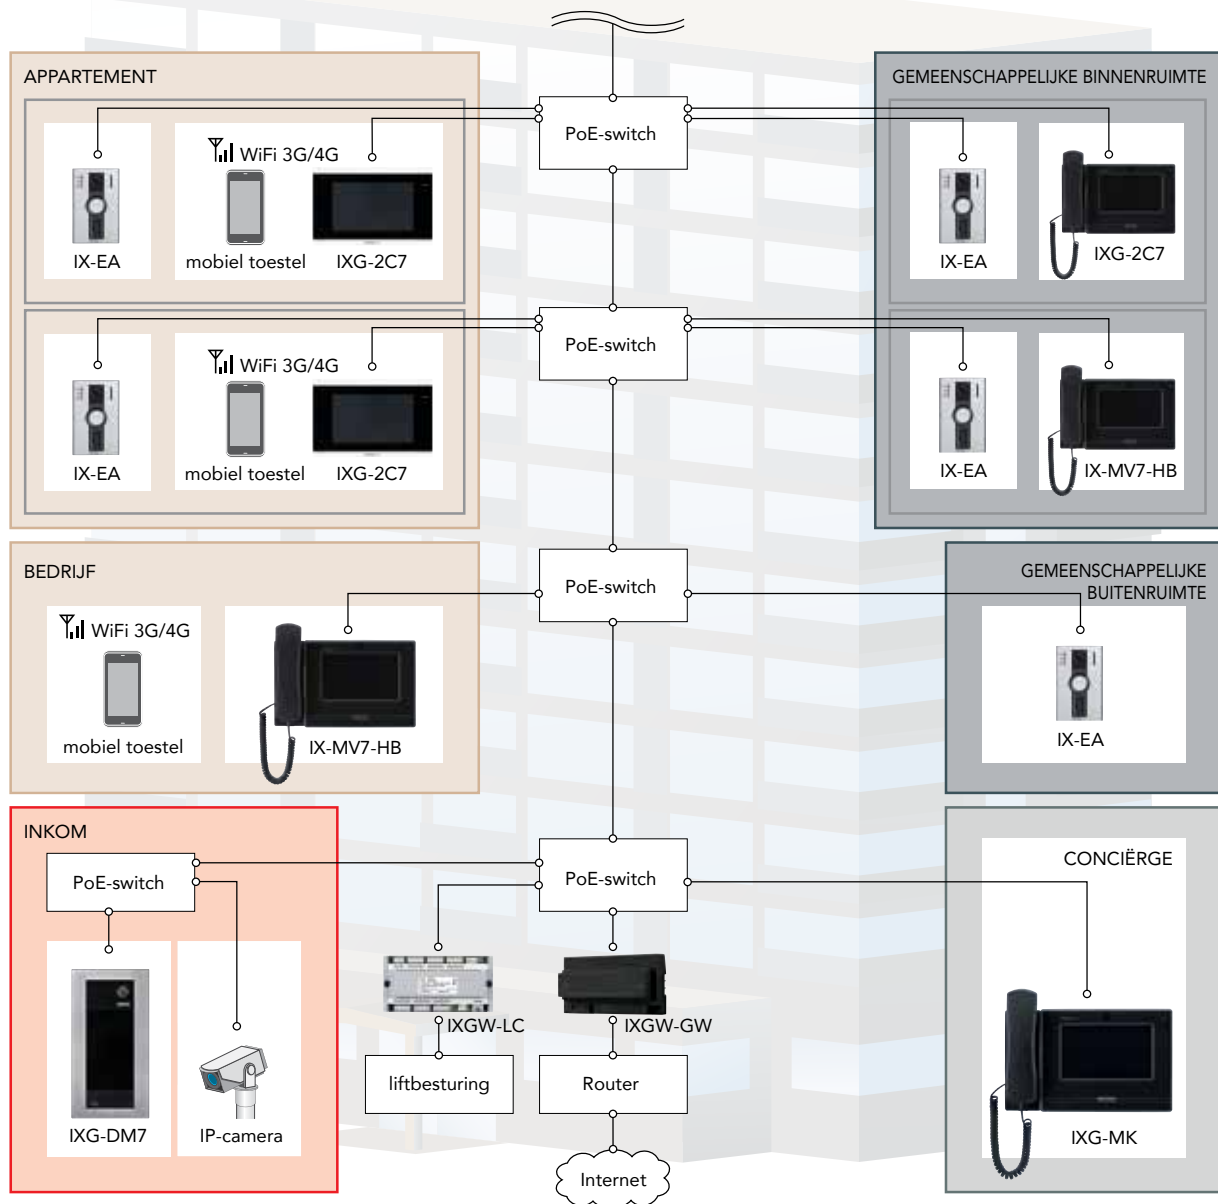 APPARTEMENT
IX-EA
WiFi 3G/4G
mobiel toestel
IXG-2C7
IX-EA
WiFi 3G/4G
mobiel toestel
IXG-2C7
PoE-switch
PoE-switch
GEMEENSCHAPPELIJKE BINNENRUIMTE
IX-EA
IXG-2C7
IX-EA
IX-MV7-HB
BEDRIJF
WiFi 3G/4G
mobiel toestel
IX-MV7-HB
PoE-switch
GEMEENSCHAPPELIJKE
BUITENRUIMTE
IX-EA
INKOM
PoE-switch
IXG-DM7
IP-camera
PoE-switch
IXGW-LC
IXGW-GW
liftbesturing
Router
Internet
CONCIËRGE
IXG-MK